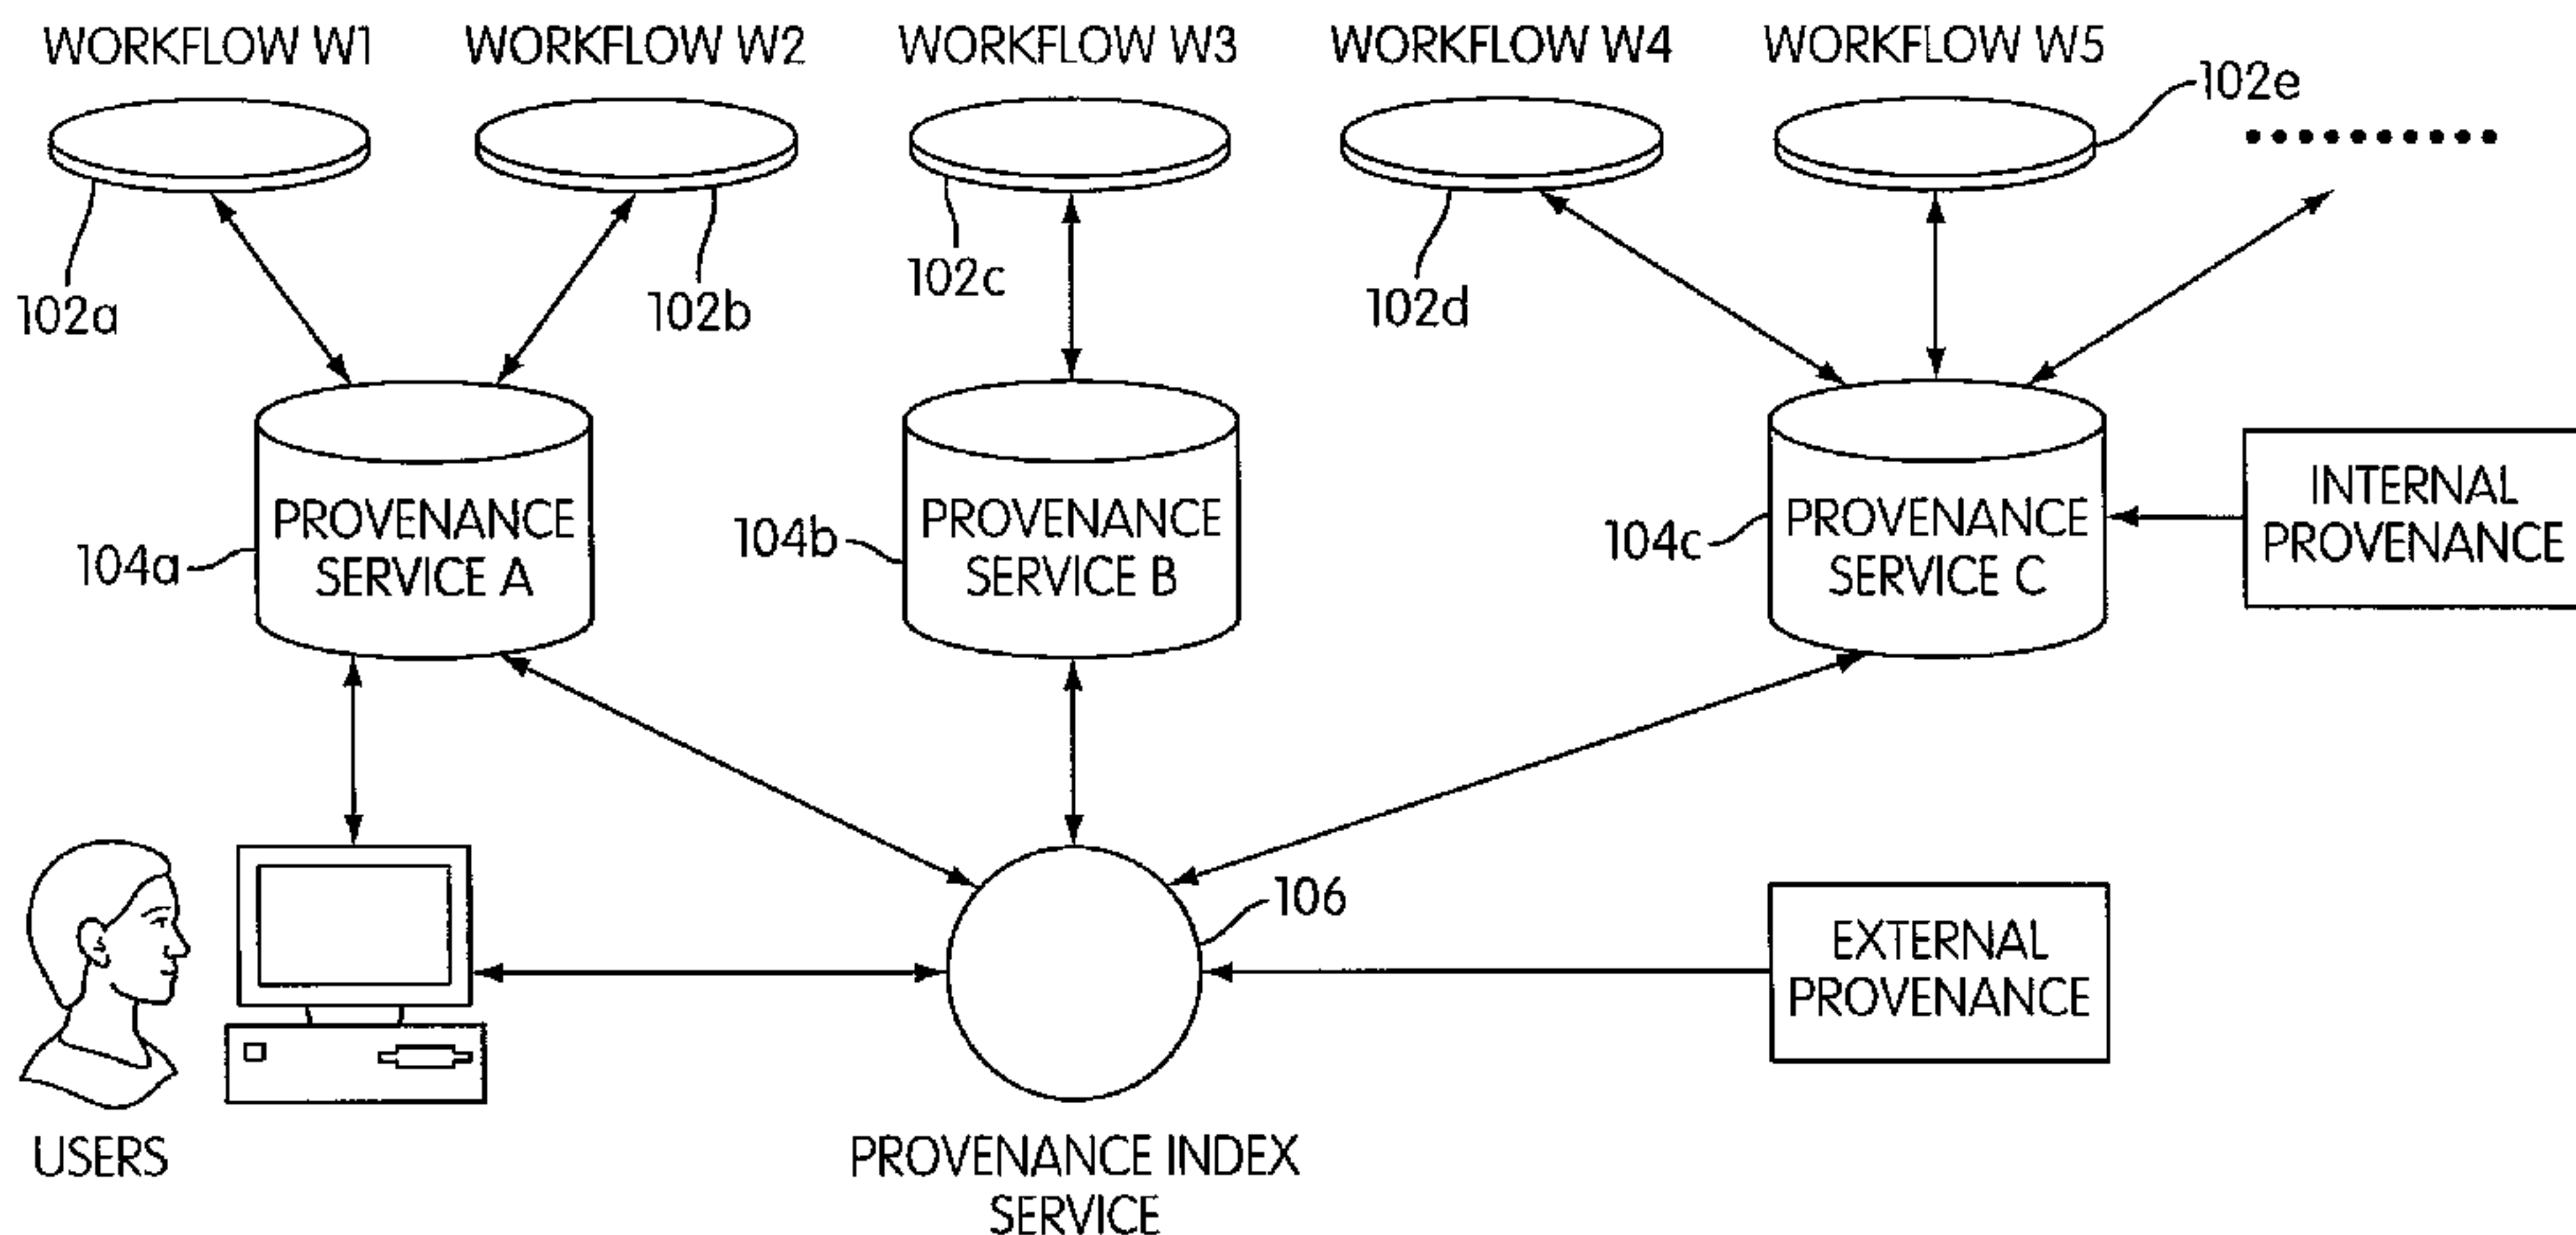 WORKFLOW W1
WORKFLOW W2
WORKFLOW W3
WORKFLOW W4
WORKFLOW W5
102e
102a
102b
102c
102d
104a
PROVENANCE
SERVICE A
104b
PROVENANCE
SERVICE B
104c
PROVENANCE
SERVICE C
INTERNAL
PROVENANCE
106
EXTERNAL
PROVENANCE
USERS
PROVENANCE INDEX
SERVICE